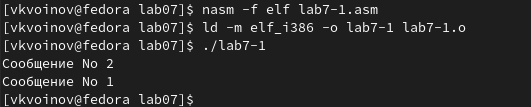 [vkvoinov@fedora lab07]$ nasm -f elf lab7-1.asm
[vkvoinov@fedora lab07]$ ld -m elf_i386 -o lab7-1 lab7-1.o
[vkvoinov@fedora lab07]$ ./lab7-1
Сообщение No 2
Сообщение No 1
[vkvoinov@fedora lab07]$